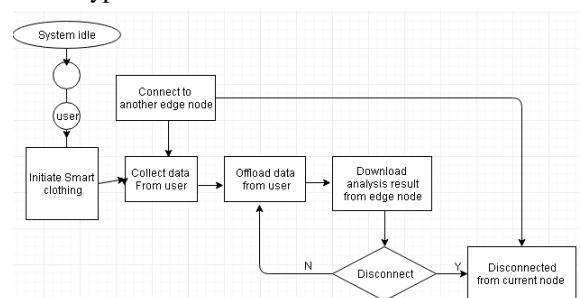 System idle
Connect to
another edge node
user
Initiate Smart
clothing
Collect data
From user
Offload data
from user
Download
analysis result
from edge node
N
Disconnect
Y
Disconnected
from current node